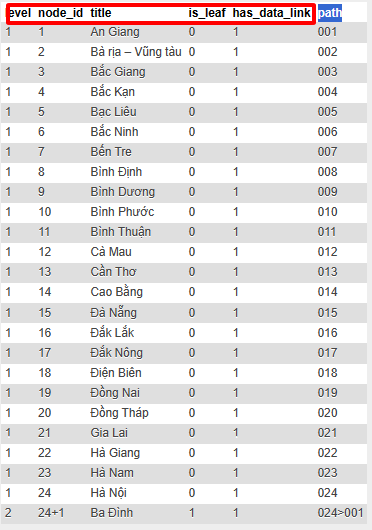 level node_id title is_leaf has_data_link path
1 1 An Giang 0 1 001
1 2 Bà rịa – Vũng tàu 0 1 002
1 3 Bắc Giang 0 1 003
1 4 Bắc Kạn 0 1 004
1 5 Bạc Liêu 0 1 005
1 6 Bắc Ninh 0 1 006
1 7 Bến Tre 0 1 007
1 8 Bình Định 0 1 008
1 9 Bình Dương 0 1 009
1 10 Bình Phước 0 1 010
1 11 Bình Thuận 0 1 011
1 12 Cà Mau 0 1 012
1 13 Cần Thơ 0 1 013
1 14 Cao Bằng 0 1 014
1 15 Đà Nẵng 0 1 015
1 16 Đắk Lắk 0 1 016
1 17 Đắk Nông 0 1 017
1 18 Điện Biên 0 1 018
1 19 Đồng Nai 0 1 019
1 20 Đồng Tháp 0 1 020
1 21 Gia Lai 0 1 021
1 22 Hà Giang 0 1 022
1 23 Hà Nam 0 1 023
1 24 Hà Nội 0 1 024
2 24+1 Ba Đình 1 1 024>001